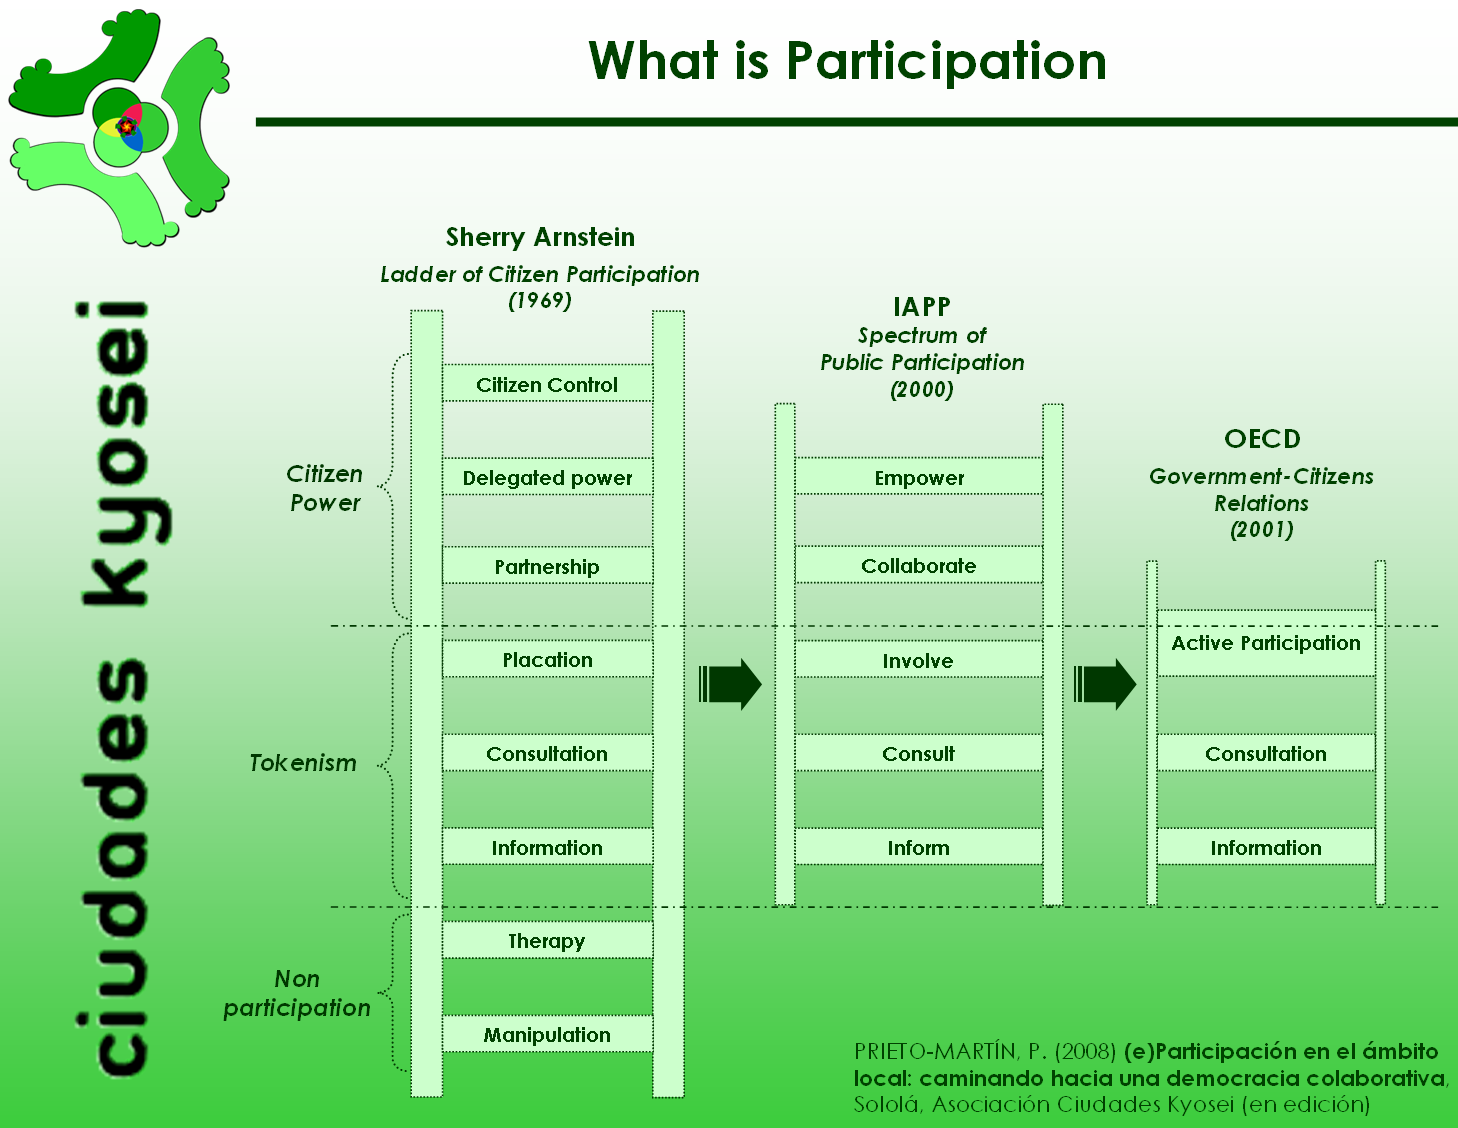 What is Participation
ciudades kyosei
Sherry Arnstein
Ladder of Citizen Participation
(1969)
Citizen Control
Delegated power
Partnership
Placation
Consultation
Information
Therapy
Manipulation
Citizen
Power
Tokenism
Non
participation
IAPP
Spectrum of
Public Participation
(2000)
Empower
Collaborate
Involve
Consult
Inform
OECD
Government-Citizens
Relations
(2001)
Active Participation
Consultation
Information
PRIETO-MARTÍN, P. (2008) (e)Participación en el ámbito
local: caminando hacia una democracia colaborativa,
Sololá, Asociación Ciudades Kyosei (en edición)